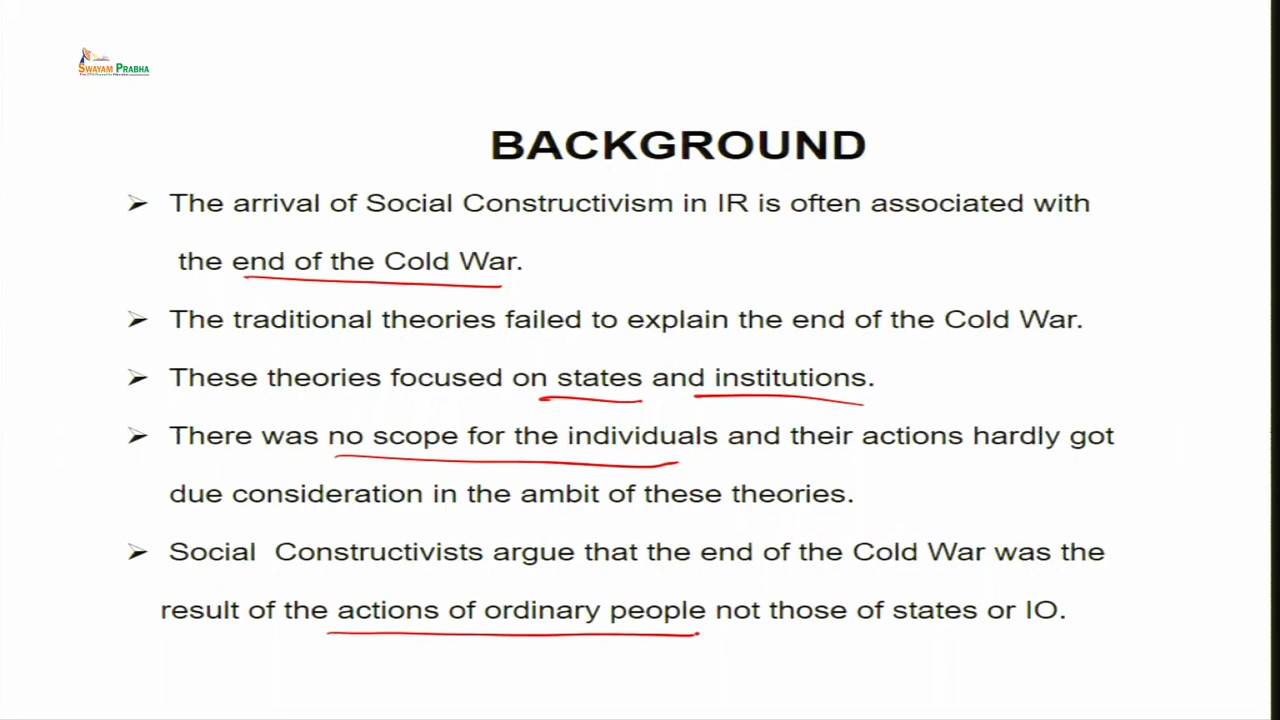 SWAYAM PRABHA
BACKGROUND
➢ The arrival of Social Constructivism in IR is often associated with
the end of the Cold War.
➢ The traditional theories failed to explain the end of the Cold War.
➢ These theories focused on states and institutions.
➢ There was no scope for the individuals and their actions hardly got
due consideration in the ambit of these theories.
➢ Social Constructivists argue that the end of the Cold War was the
result of the actions of ordinary people not those of states or IO.